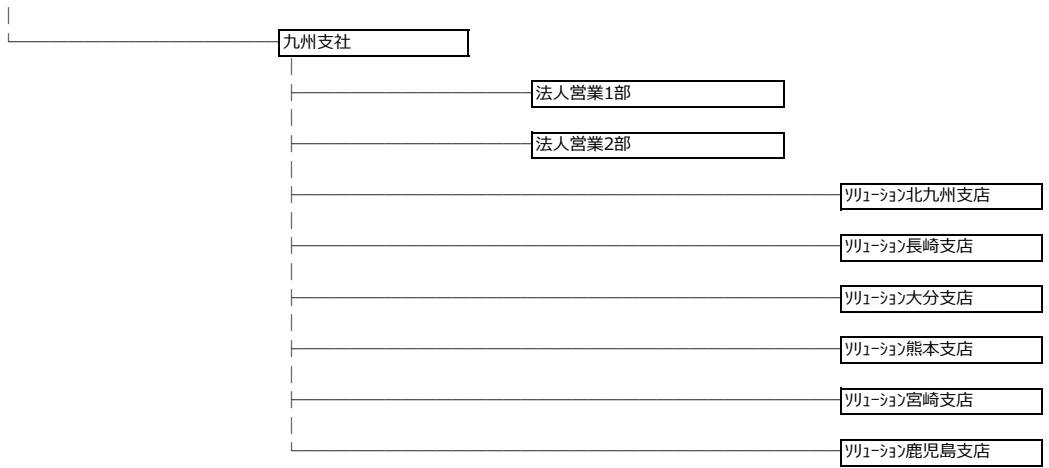 九州支社
法人営業1部
法人営業2部
ｿﾘｭｰｼｮﾝ北九州支店
ｿﾘｭｰｼｮﾝ長崎支店
ｿﾘｭｰｼｮﾝ大分支店
ｿﾘｭｰｼｮﾝ熊本支店
ｿﾘｭｰｼｮﾝ宮崎支店
ｿﾘｭｰｼｮﾝ鹿児島支店